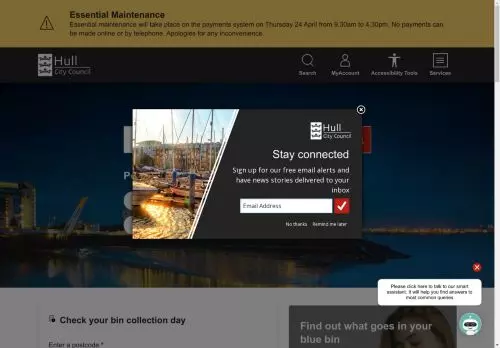 Essential Maintenance
Essential maintenance will take place on the payments system on Thursday 24 April from 9.30am to 4.30pm. No payments can
be made online or by telephone. Apologies for any inconvenience.
Hull
City Council
Search
MyAccount
Accessibility Tools
Services
Hull
City Council
Stay connected
Sign up for our free email alerts and
have news stories delivered to your
inbox
Email Address
No thanks
Remind me later
Please click here to talk to our smart
assistant. It will help you find answers to
most common queries
Check your bin collection day
Find out what goes in your
blue bin
Enter a postcode *